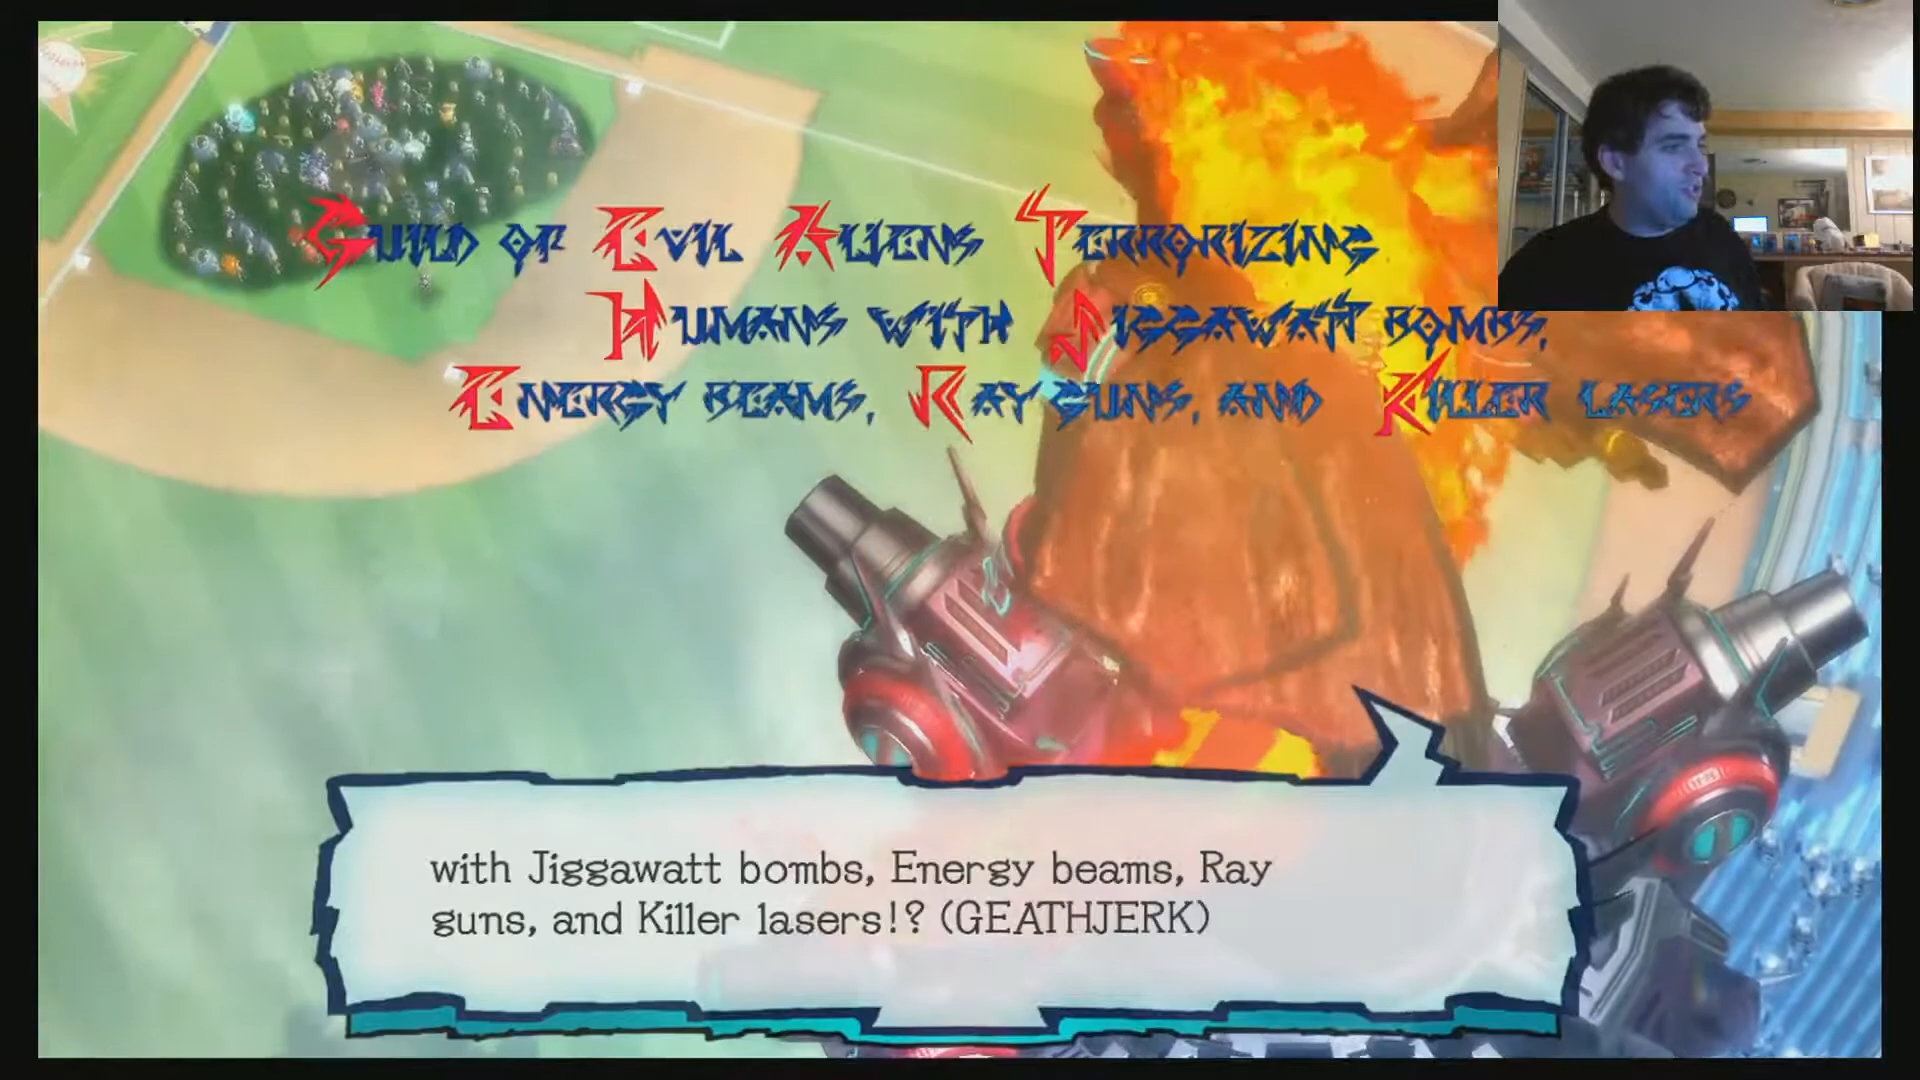 Guild of Evil Aliens Terrorizing
Humans with Jiggawatt bombs,
Energy beams, Ray guns, and Killer lasers
with Jiggawatt bombs, Energy beams, Ray
guns, and Killer lasers!? (GEATHJERK)